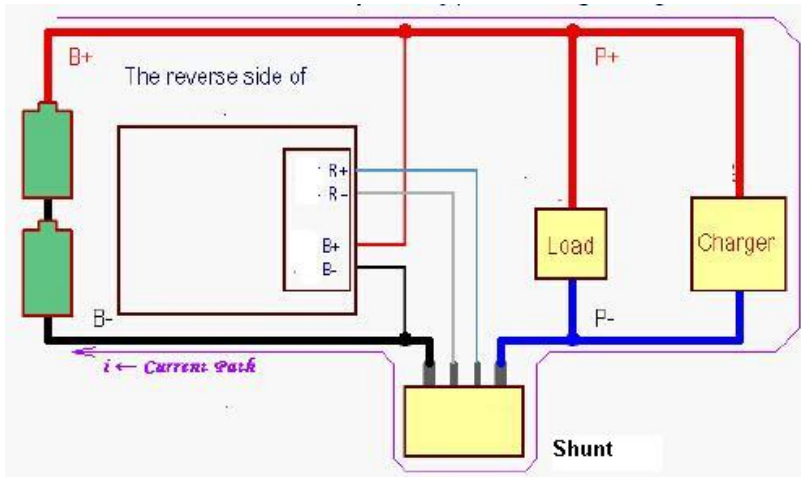 B+
P+
The reverse side of
R+
R-
B+
B-
Load
Charger
B-
P-
i ← Current Path
Shunt